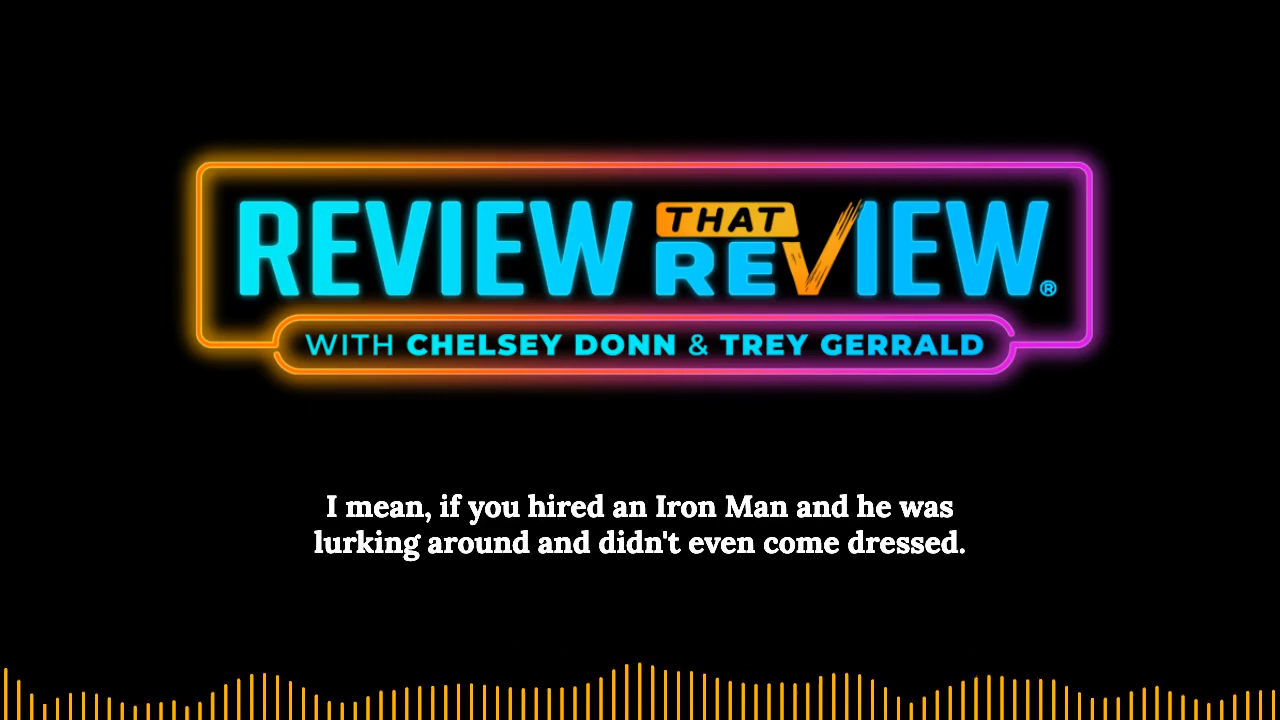 REVIEW THAT REVIEW®
WITH CHELSEY DONN & TREY GERRALD
I mean, if you hired an Iron Man and he was
lurking around and didn't even come dressed.